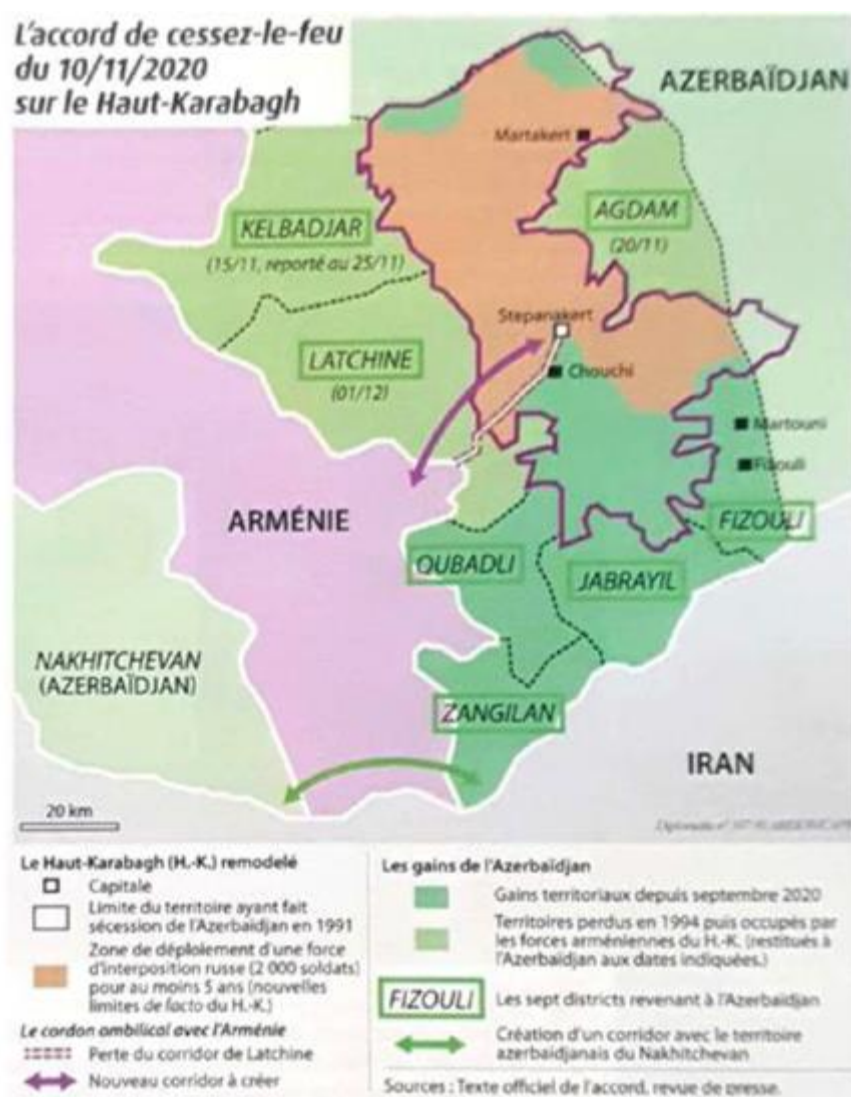 L'accord de cessez-le-feu
du 10/11/2020
sur le Haut-Karabagh
AZERBAÏDJAN
Martakert
KELBADJAR
(15/11, reporté au 25/11)
AGDAM
(20/11)
Stepanakert
LATCHINE
(01/12)
Chouchi
Martouni
Fizouli
ARMÉNIE
FIZOULI
QUBADLI
JABRAYIL
NAKHITCHEVAN
(AZERBAÏDJAN)
ZANGILAN
IRAN
20 km
Le Haut-Karabagh (H.-K.) remodelé
Capitale
Limite du territoire ayant fait
sécession de l'Azerbaïdjan en 1991
Zone de déploiement d'une force
d'interposition russe (2 000 soldats)
pour au moins 5 ans (nouvelles
limites de facto du H.-K.)
Le cordon ombilical avec l'Arménie
Perte du corridor de Latchine
Nouveau corridor à créer
Les gains de l'Azerbaïdjan
Gains territoriaux depuis septembre 2020
Territoires perdus en 1994 puis occupés par
les forces arméniennes du H.-K. (restitués à
l'Azerbaïdjan aux dates indiquées.)
FIZOULI
Les sept districts revenant à l'Azerbaïdjan
Création d'un corridor avec le territoire
azerbaïdjanais du Nakhitchevan
Sources : Texte officiel de l'accord, revue de presse.